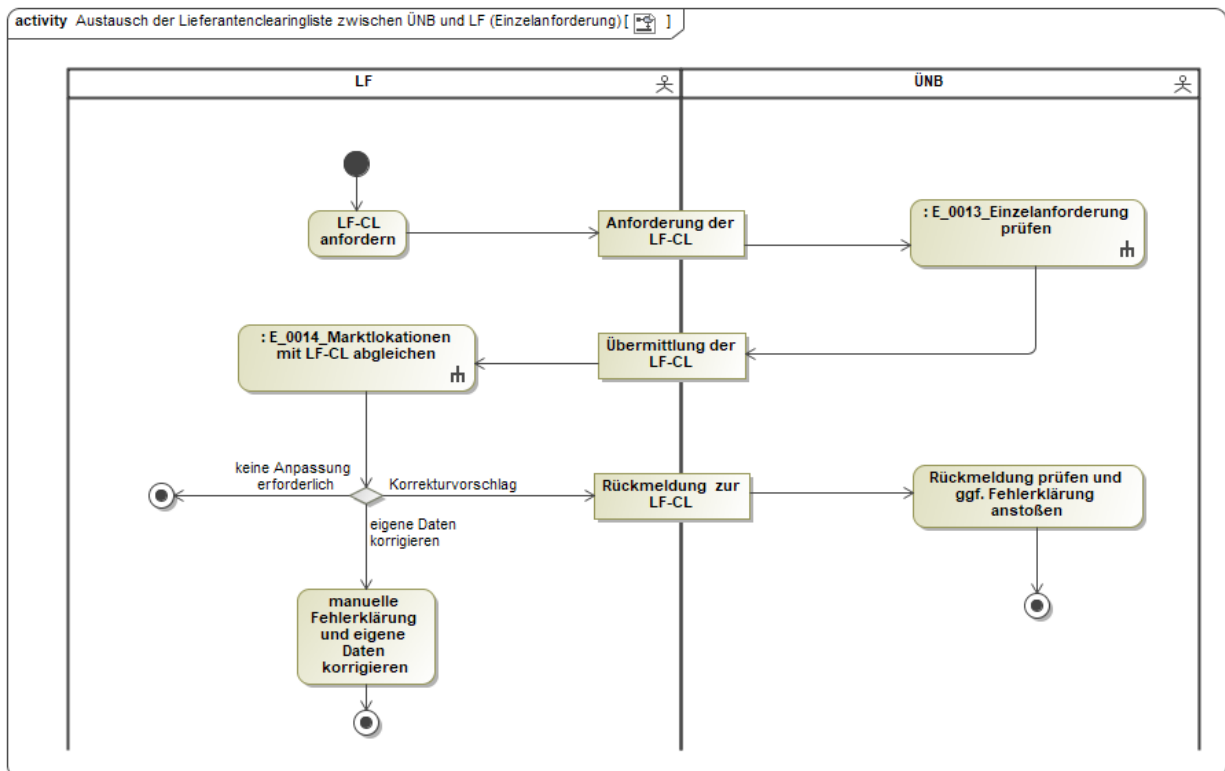 activity Austausch der Lieferantenclearingliste zwischen ÜNB und LF (Einzelanforderung) [ ]
LF
ÜNB
LF-CL
anfordern
Anforderung der
LF-CL
: E_0013_Einzelanforderung
prüfen
: E_0014_Marktlokationen
mit LF-CL abgleichen
Übermittlung der
LF-CL
keine Anpassung
erforderlich
Korrekturvorschlag
Rückmeldung zur
LF-CL
Rückmeldung prüfen und
ggf. Fehlerklärung
anstoßen
eigene Daten
korrigieren
manuelle
Fehlerklärung
und eigene
Daten
korrigieren